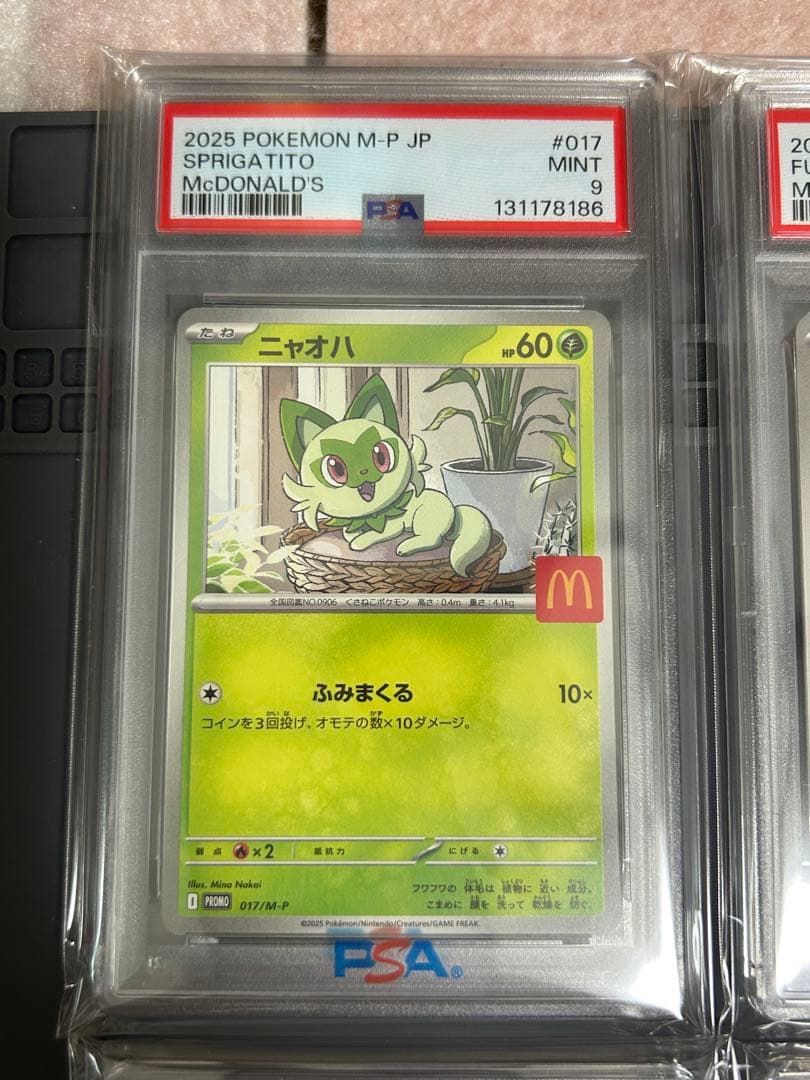 2025 POKEMON M-P JP #017
SPRIGATITO MINT
McDONALD'S 9
PSA 131178186
20
FU
M
たね ニャオハ HP60
M
全国図鑑NO.0906 くさねこポケモン 高さ:0.4m 重さ:4.1kg
ふみまくる 10×
コインを3回投げ、オモテの数×10ダメージ。
弱点 ×2 抵抗力 にげる
Illus. Mina Nakai
フワフワの 体毛は 植物に 近い 成分。
こまめに 顔を 洗って 乾燥を 防ぐ。
PROMO 017/M-P
©2025 Pokémon/Nintendo/Creatures/GAME FREAK.
PSA®